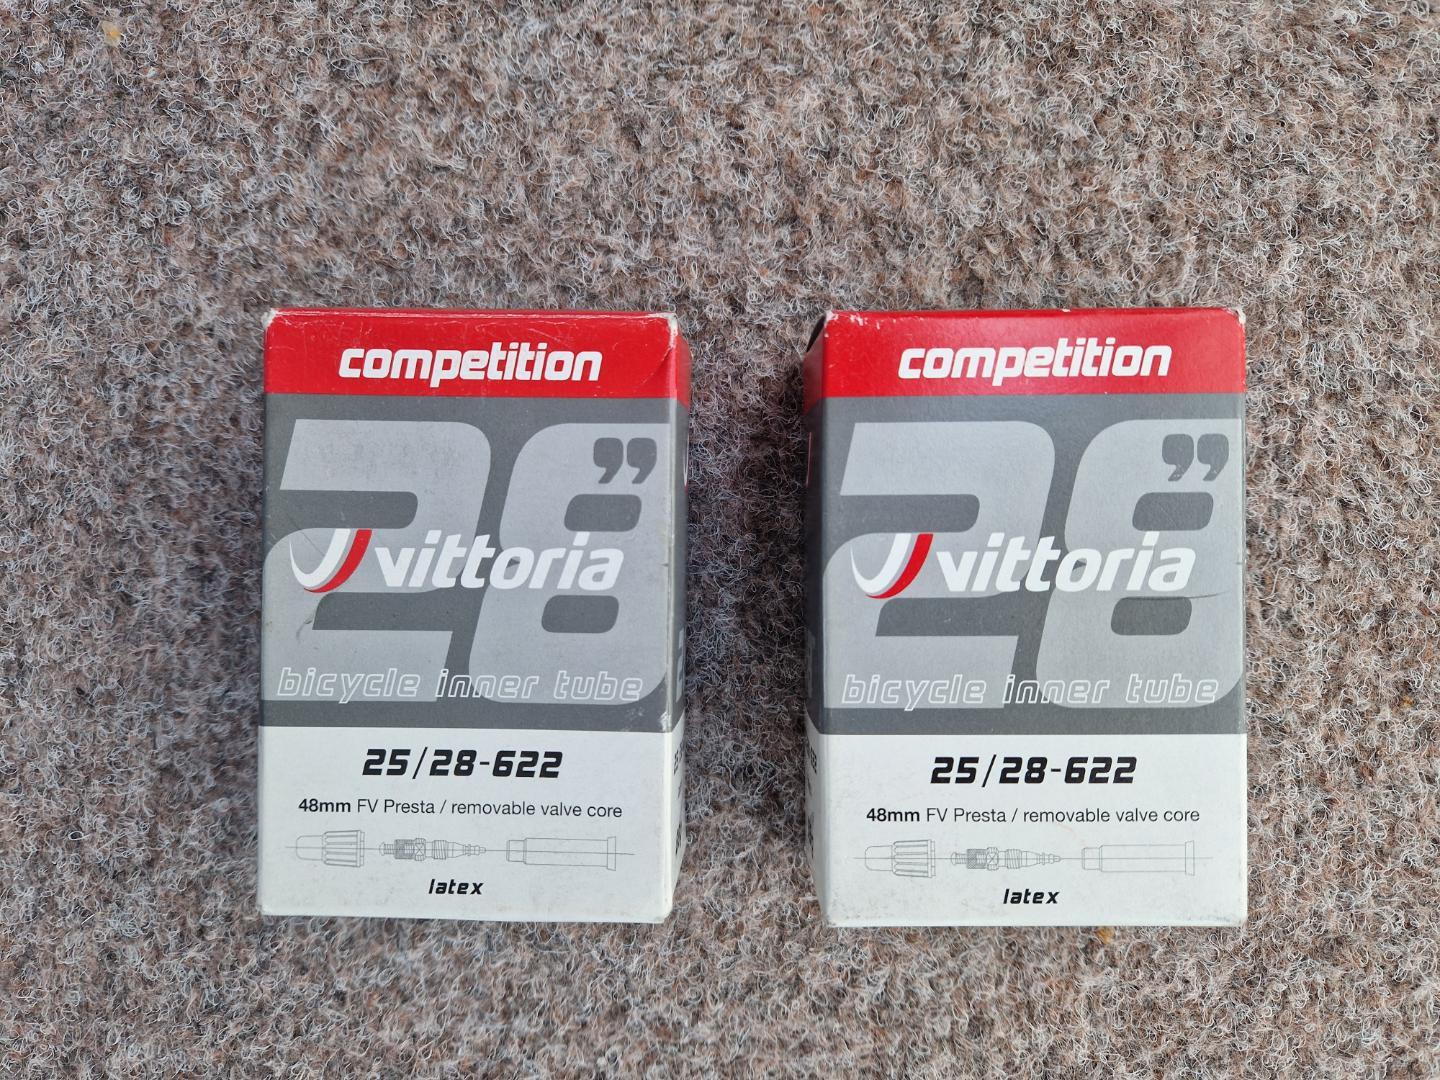 competition
28”
vittoria
bicycle inner tube
25/28-622
48mm FV Presta / removable valve core
latex
competition
28”
vittoria
bicycle inner tube
25/28-622
48mm FV Presta / removable valve core
latex